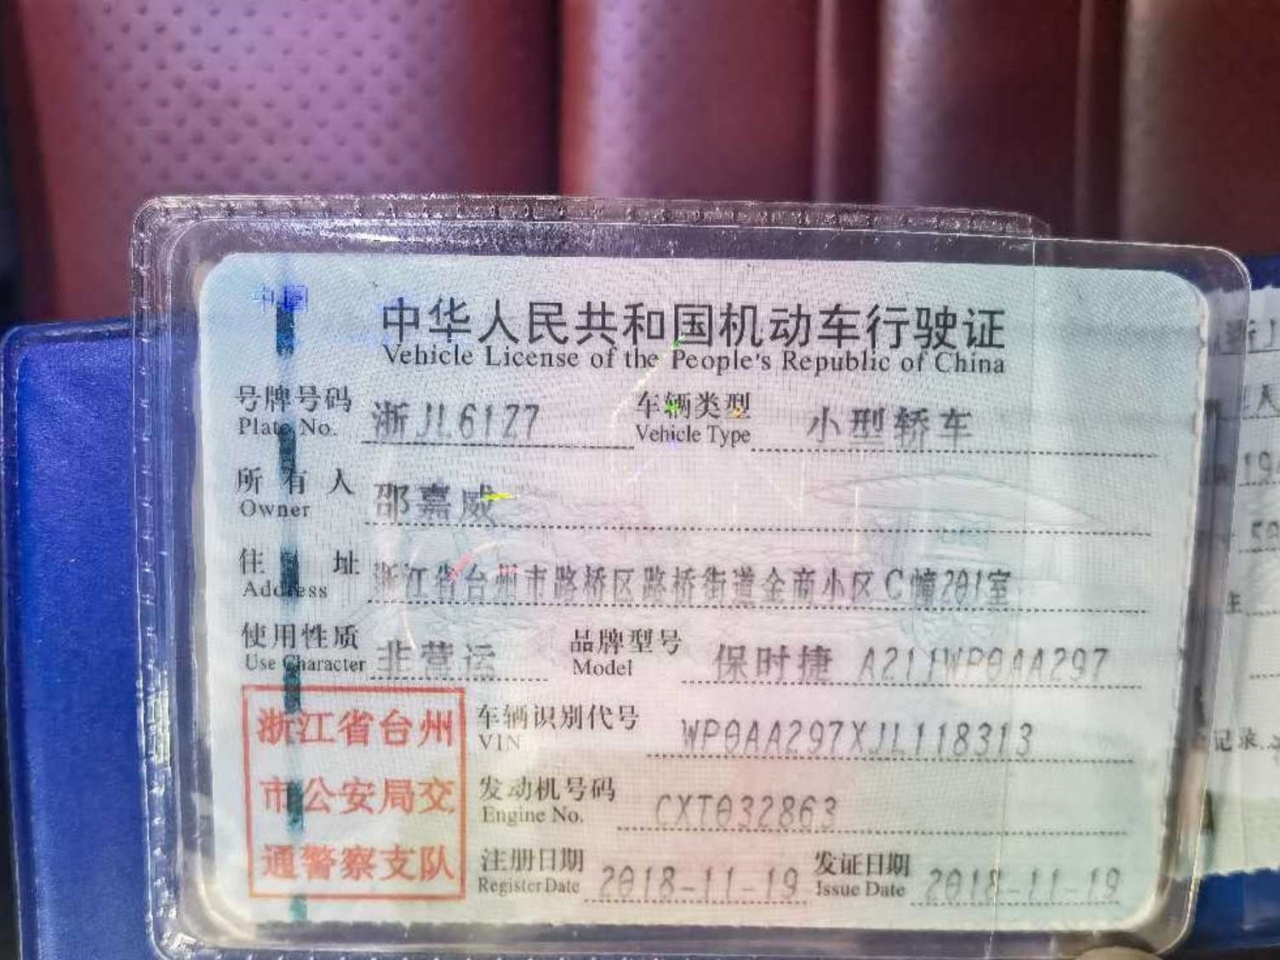 中国
中华人民共和国机动车行驶证
Vehicle License of the People's Republic of China
号牌号码 浙JL6127 车辆类型 小型轿车
Plate No. Vehicle Type
所有人 邵嘉威
Owner
住址 浙江省台州市路桥区路桥街道金商小区C幢201室
Address
使用性质 非营运 品牌型号 保时捷 A211WP0AA297
Use Character Model
浙江省台州 车辆识别代号 WP0AA297XJL118313
VIN
市公安局交 发动机号码 CXT032863
Engine No.
通警察支队 注册日期 2018-11-19 发证日期 2018-11-19
Register Date Issue Date
记录